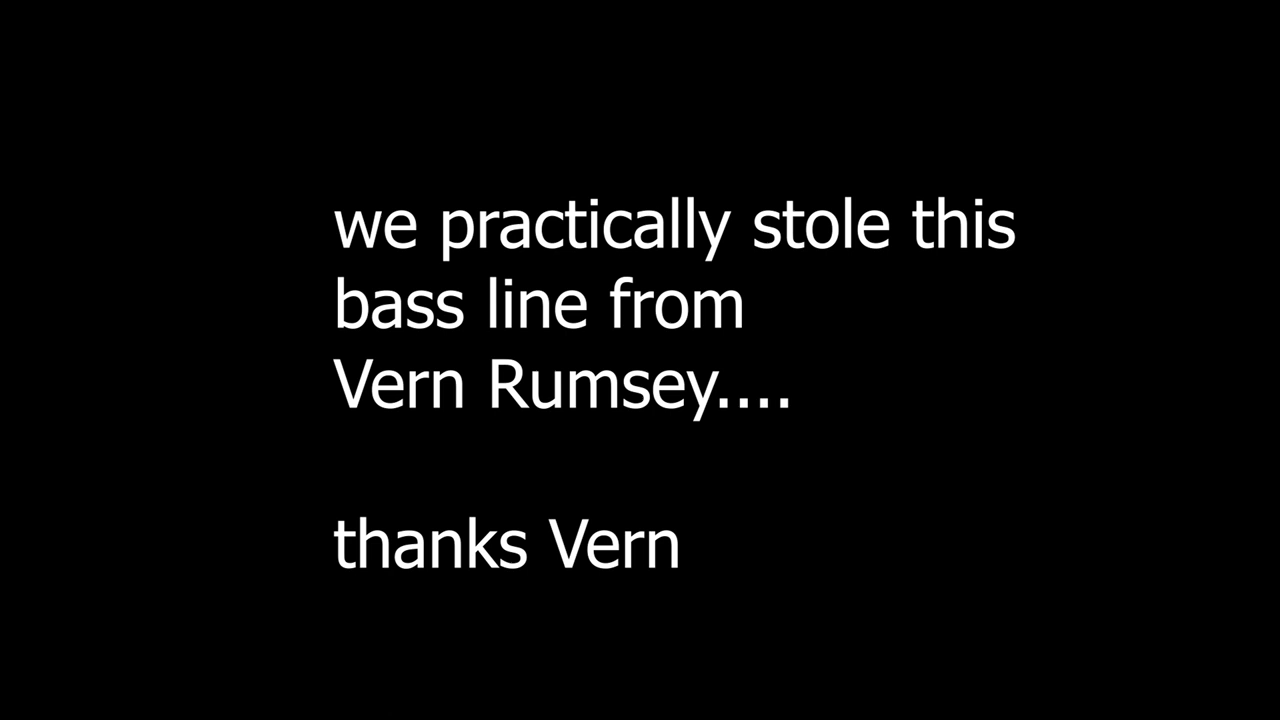 we practically stole this
bass line from
Vern Rumsey....
thanks Vern